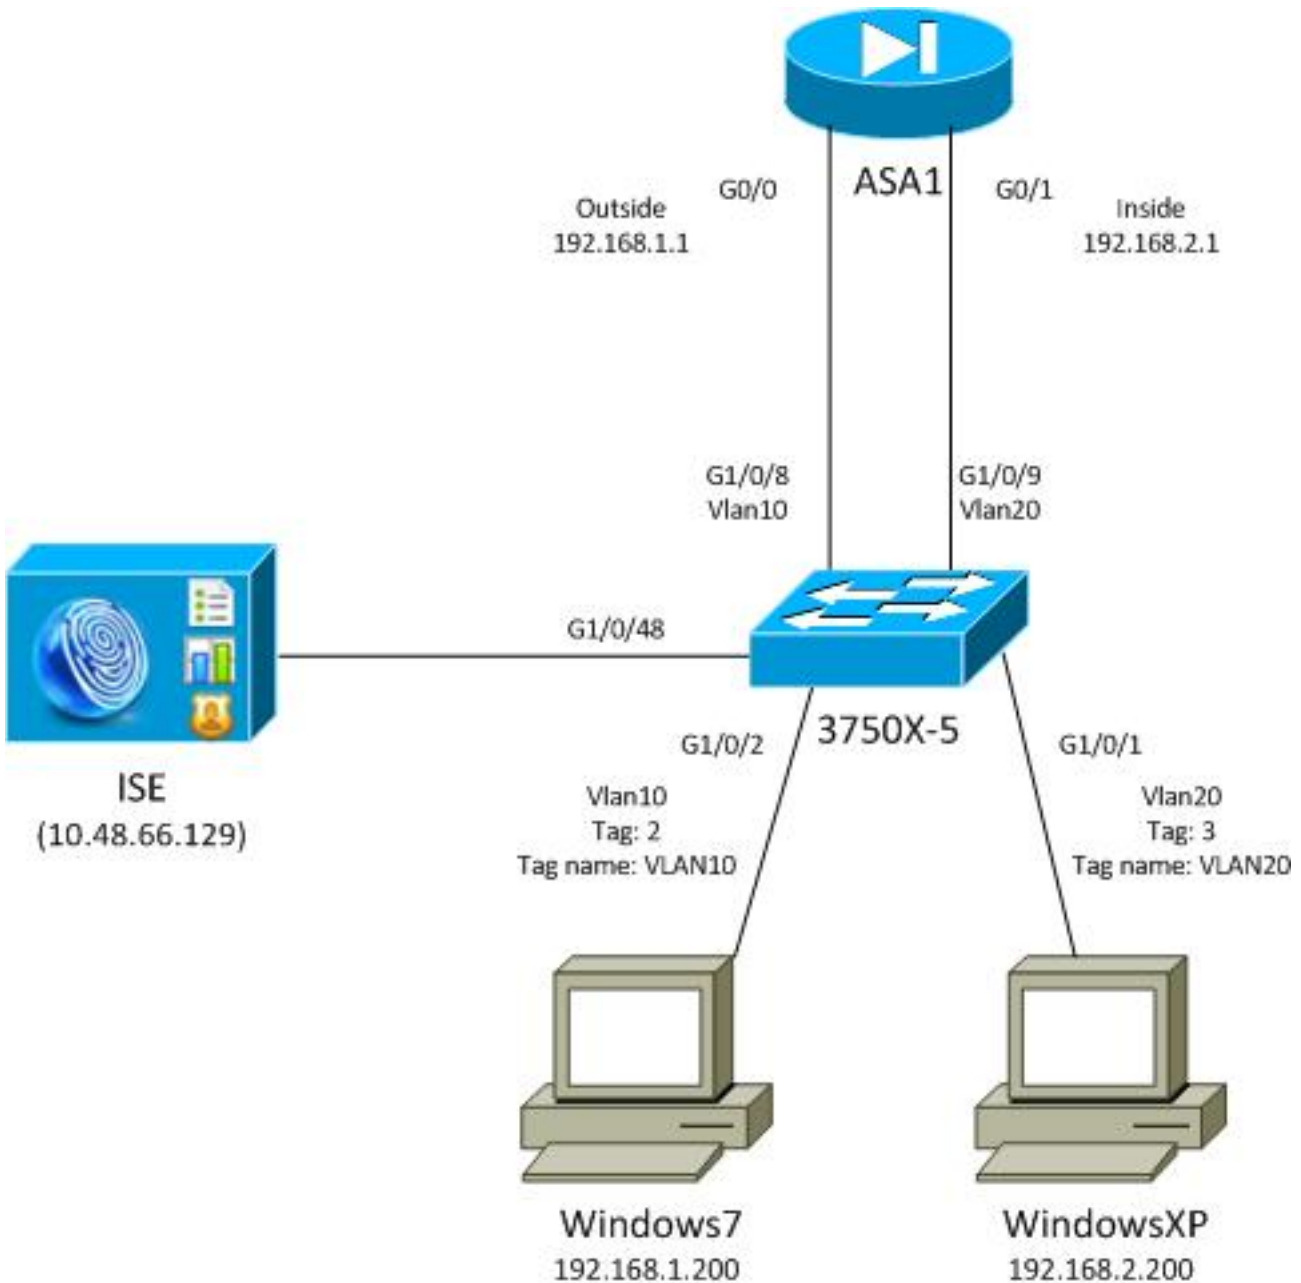 ASA1
G0/0
G0/1
Outside
192.168.1.1
Inside
192.168.2.1
G1/0/8
Vlan10
G1/0/9
Vlan20
G1/0/48
3750X-5
ISE
(10.48.66.129)
G1/0/2
Vlan10
Tag: 2
Tag name: VLAN10
G1/0/1
Vlan20
Tag: 3
Tag name: VLAN20
Windows7
192.168.1.200
WindowsXP
192.168.2.200